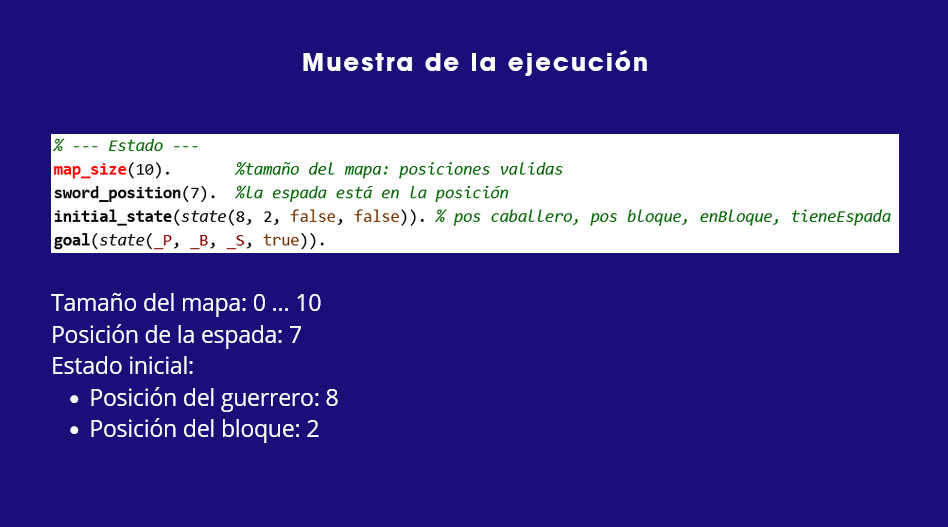 Muestra de la ejecución
% --- Estado ---
map_size(10).       %tamaño del mapa: posiciones validas
sword_position(7).  %la espada está en la posición
initial_state(state(8, 2, false, false)). % pos caballero, pos bloque, enBloque, tieneEspada
goal(state(_P, _B, _S, true)).
Tamaño del mapa: 0 ... 10
Posición de la espada: 7
Estado inicial:
• Posición del guerrero: 8
• Posición del bloque: 2